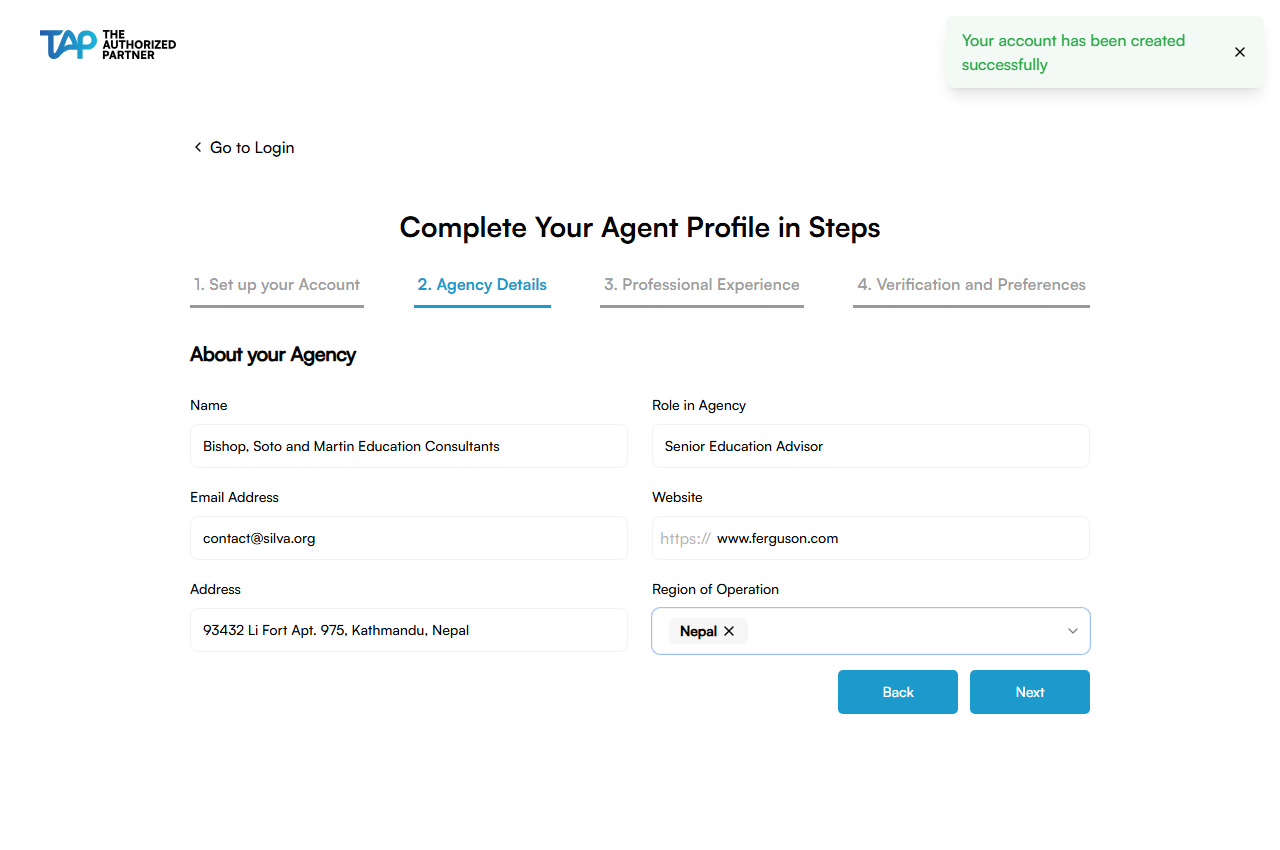 TAP THE AUTHORIZED PARTNER
Your account has been created
successfully
Go to Login
Complete Your Agent Profile in Steps
1. Set up your Account
2. Agency Details
3. Professional Experience
4. Verification and Preferences
About your Agency
Name
Role in Agency
Bishop, Soto and Martin Education Consultants
Senior Education Advisor
Email Address
Website
contact@silva.org
https:// www.ferguson.com
Address
Region of Operation
93432 Li Fort Apt. 975, Kathmandu, Nepal
Nepal
Back
Next